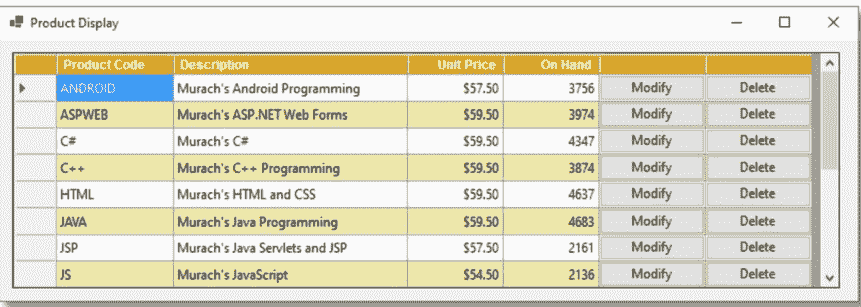 Product Display
Product Code Description Unit Price On Hand
ANDROID Murach's Android Programming $57.50 3756 Modify Delete
ASPWEB Murach's ASP.NET Web Forms $59.50 3974 Modify Delete
C# Murach's C# $59.50 4347 Modify Delete
C++ Murach's C++ Programming $59.50 3874 Modify Delete
HTML Murach's HTML and CSS $59.50 4637 Modify Delete
JAVA Murach's Java Programming $59.50 4683 Modify Delete
JSP Murach's Java Servlets and JSP $57.50 2161 Modify Delete
JS Murach's JavaScript $54.50 2136 Modify Delete